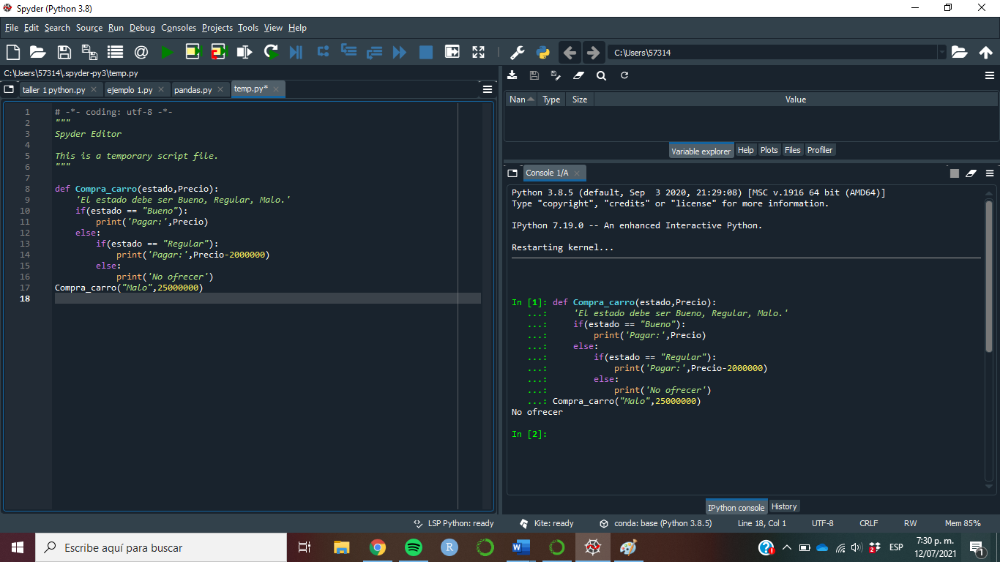 Spyder (Python 3.8)
File Edit Search Source Run Debug Consoles Projects Tools View Help
C:\Users\57314
C:\Users\57314\.spyder-py3\temp.py
taller 1 python.py
ejemplo 1.py
pandas.py
temp.py*
1 # -*- coding: utf-8 -*-
2 """
3 Spyder Editor
4
5 This is a temporary script file.
6 """
7
8 def Compra_carro(estado,Precio):
9 'El estado debe ser Bueno, Regular, Malo.'
10 if(estado == "Bueno"):
11 print('Pagar:',Precio)
12 else:
13 if(estado == "Regular"):
14 print('Pagar:',Precio-2000000)
15 else:
16 print('No ofrecer')
17 Compra_carro("Malo",25000000)
18
Nan Type Size Value
Variable explorer Help Plots Files Profiler
Console 1/A
Python 3.8.5 (default, Sep  3 2020, 21:29:08) [MSC v.1916 64 bit (AMD64)]
Type "copyright", "credits" or "license" for more information.
IPython 7.19.0 -- An enhanced Interactive Python.
Restarting kernel...
In [1]: def Compra_carro(estado,Precio):
...: 'El estado debe ser Bueno, Regular, Malo.'
...: if(estado == "Bueno"):
...: print('Pagar:',Precio)
...: else:
...: if(estado == "Regular"):
...: print('Pagar:',Precio-2000000)
...: else:
...: print('No ofrecer')
...: Compra_carro("Malo",25000000)
No ofrecer
In [2]:
IPython console History
LSP Python: ready Kite: ready conda: base (Python 3.8.5) Line 18, Col 1 UTF-8 CRLF RW Mem 85%
Escribe aquí para buscar
ESP
7:30 p. m.
12/07/2021
1